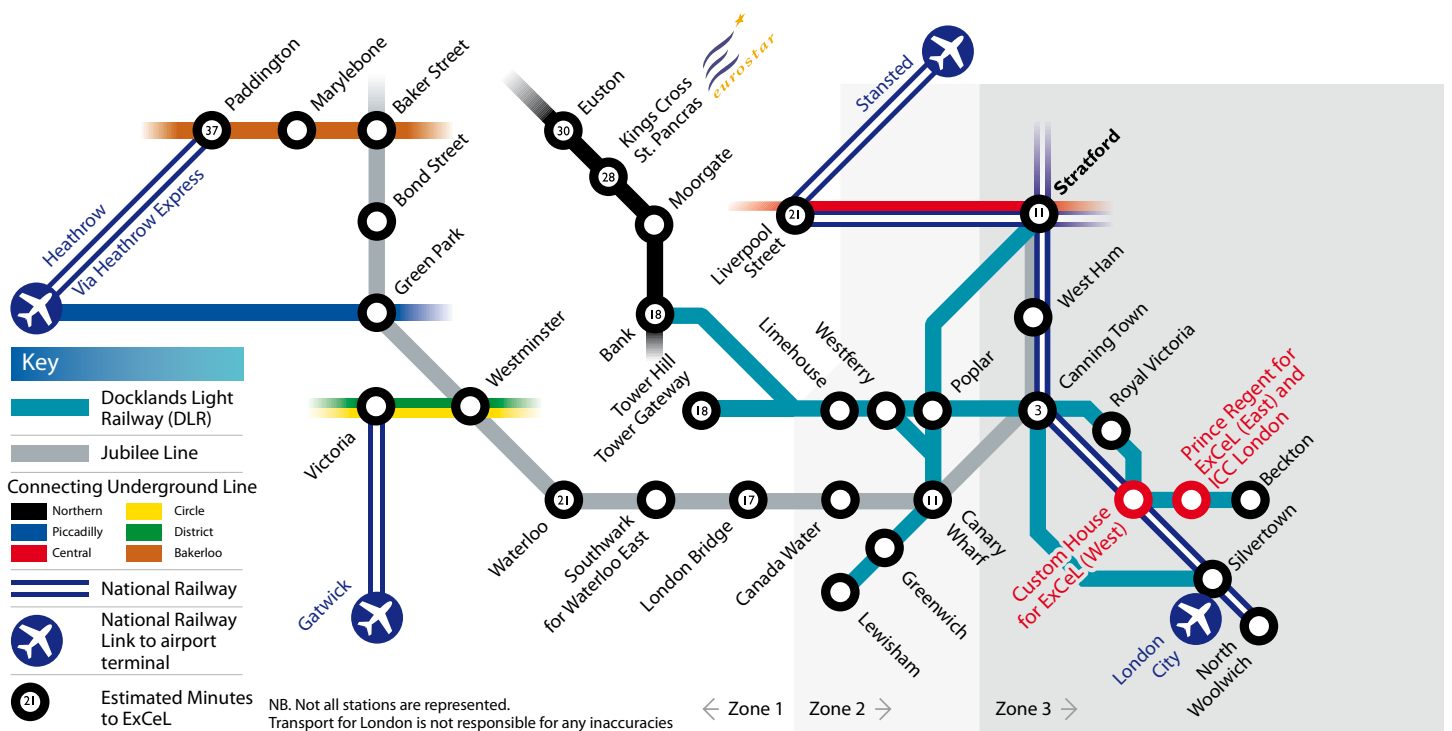 Paddington
Marylebone
Baker Street
Euston
Kings Cross
St. Pancras
eurostar
Stansted
37
30
28
Bond Street
Moorgate
Stratford
Heathrow
Via Heathrow Express
21
11
Liverpool
Street
West Ham
Green Park
18
Bank
Limehouse
Westferry
Poplar
Canning Town
Royal Victoria
Westminster
Tower Hill
Tower Gateway
18
3
Prince Regent for
ExCeL (East) and
ICC London
Beckton
Victoria
21
17
11
Waterloo
Southwark
for Waterloo East
London Bridge
Canada Water
Canary
Wharf
Greenwich
Lewisham
Custom House
for ExCeL (West)
Silvertown
Gatwick
London
City
North
Woolwich
Key
Docklands Light
Railway (DLR)
Jubilee Line
Connecting Underground Line
Northern
Circle
Piccadilly
District
Central
Bakerloo
National Railway
National Railway
Link to airport
terminal
21
Estimated Minutes
to ExCeL
NB. Not all stations are represented.
Transport for London is not responsible for any inaccuracies
Zone 1
Zone 2
Zone 3